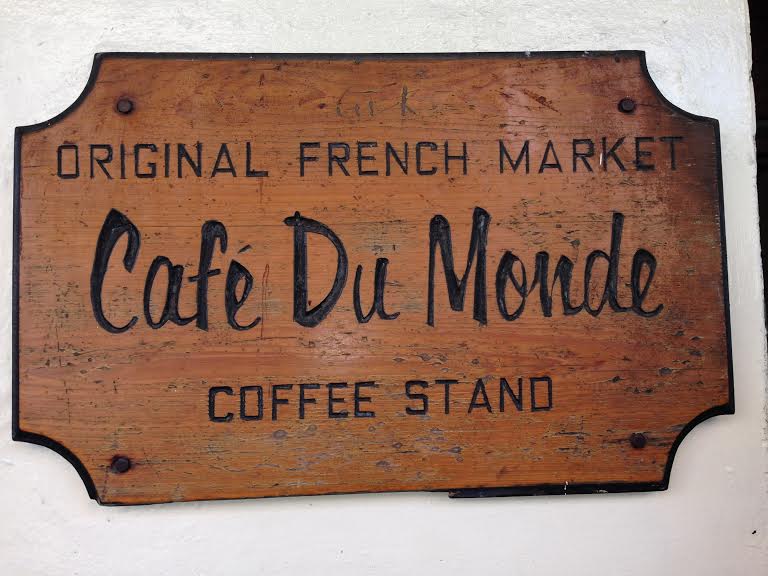 ORIGINAL FRENCH MARKET
Café Du Monde
COFFEE STAND